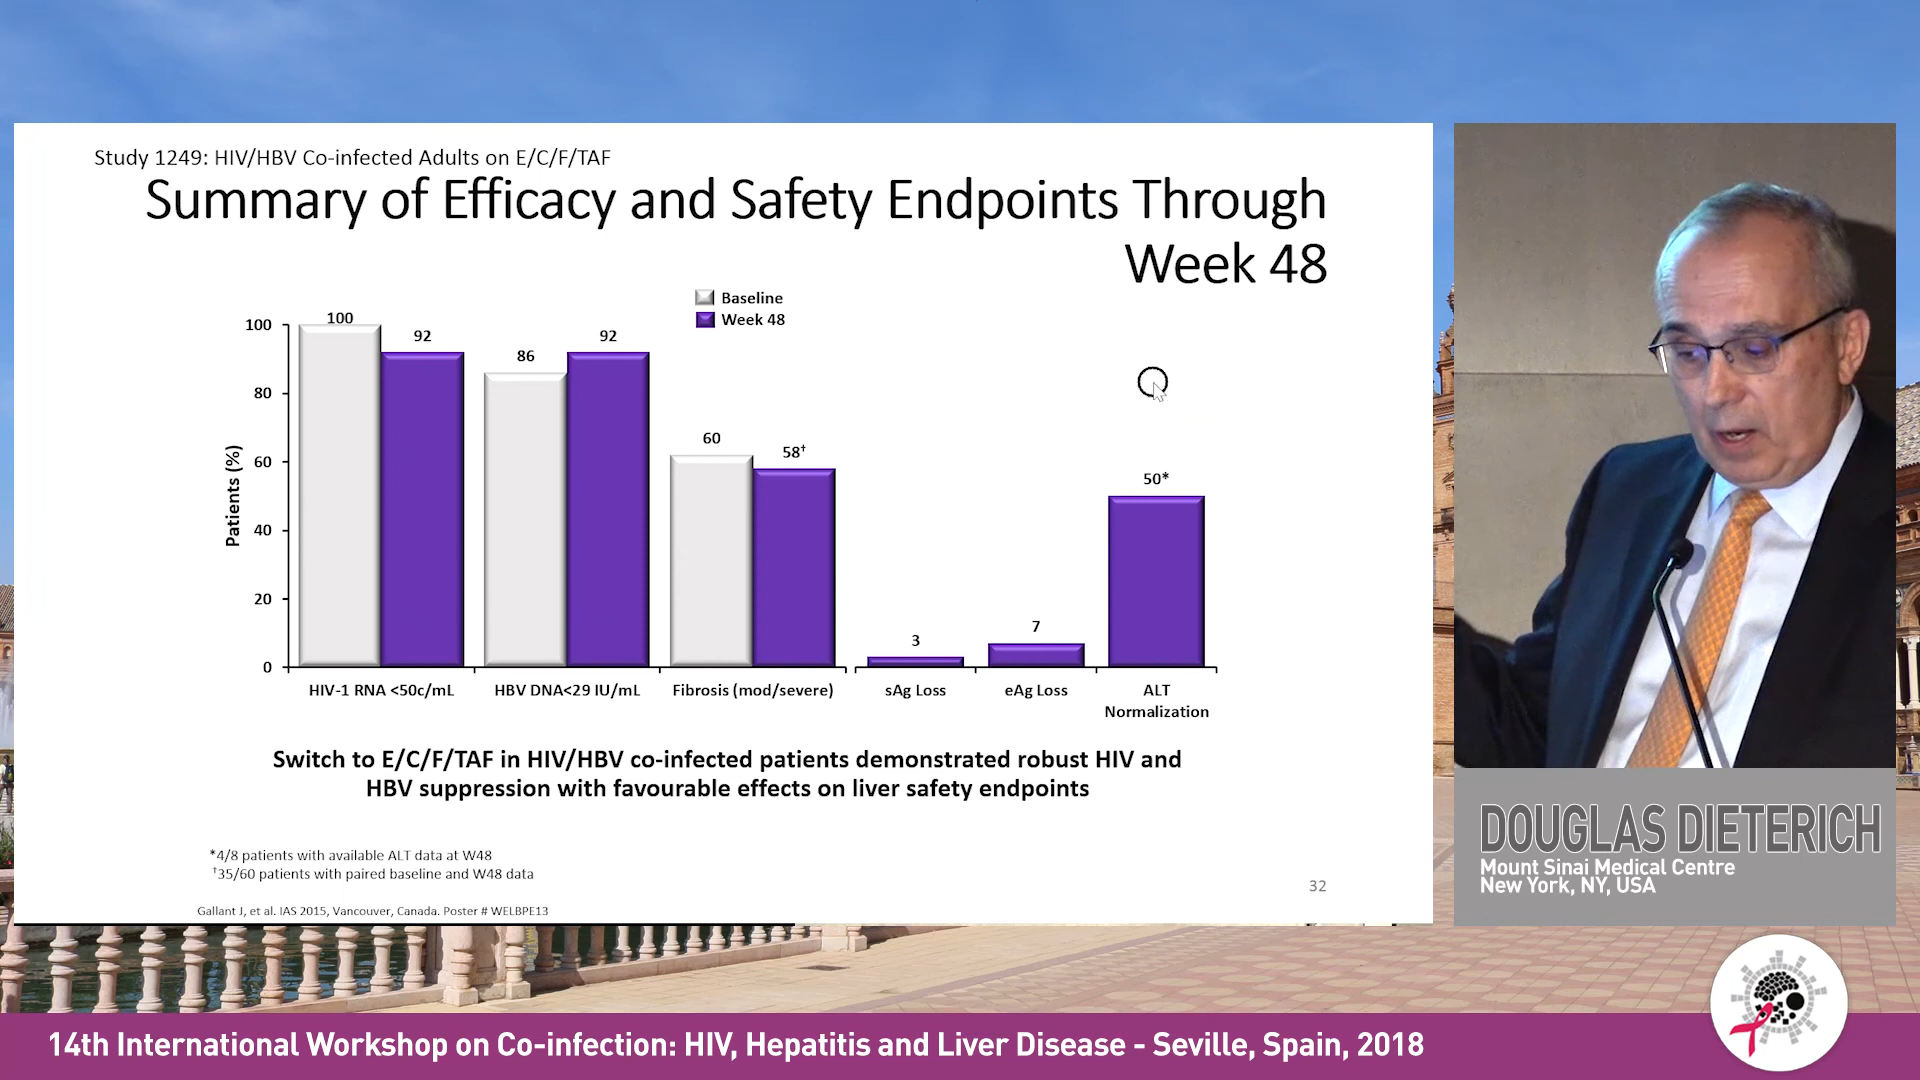 Study 1249: HIV/HBV Co-infected Adults on E/C/F/TAF
Summary of Efficacy and Safety Endpoints Through
Week 48
Baseline
Week 48
Patients (%)
100
80
60
40
20
0
100
92
86
92
60
58†
3
7
50*
HIV-1 RNA <50c/mL
HBV DNA<29 IU/mL
Fibrosis (mod/severe)
sAg Loss
eAg Loss
ALT
Normalization
Switch to E/C/F/TAF in HIV/HBV co-infected patients demonstrated robust HIV and
HBV suppression with favourable effects on liver safety endpoints
*4/8 patients with available ALT data at W48
†35/60 patients with paired baseline and W48 data
Gallant J, et al. IAS 2015, Vancouver, Canada. Poster # WELBPE13
32
DOUGLAS DIETERICH
Mount Sinai Medical Centre
New York, NY, USA
14th International Workshop on Co-infection: HIV, Hepatitis and Liver Disease - Seville, Spain, 2018